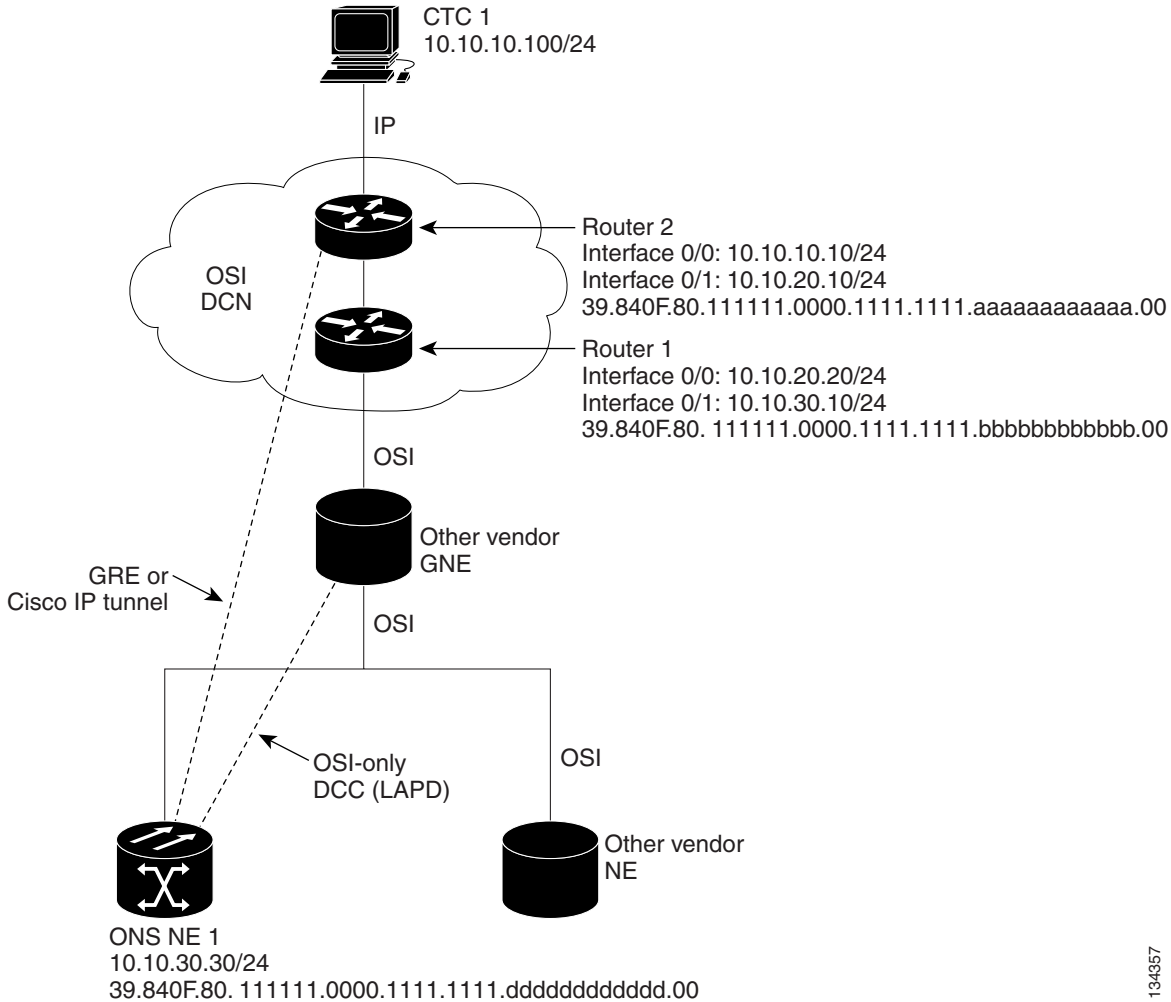 CTC 1
10.10.10.100/24
IP
OSI
DCN
Router 2
Interface 0/0: 10.10.10.10/24
Interface 0/1: 10.10.20.10/24
39.840F.80.111111.0000.1111.1111.aaaaaaaaaaaa.00
Router 1
Interface 0/0: 10.10.20.20/24
Interface 0/1: 10.10.30.10/24
39.840F.80. 111111.0000.1111.1111.bbbbbbbbbbbb.00
OSI
Other vendor
GNE
GRE or
Cisco IP tunnel
OSI
OSI-only
DCC (LAPD)
OSI
Other vendor
NE
ONS NE 1
10.10.30.30/24
39.840F.80. 111111.0000.1111.1111.dddddddddddd.00
134357